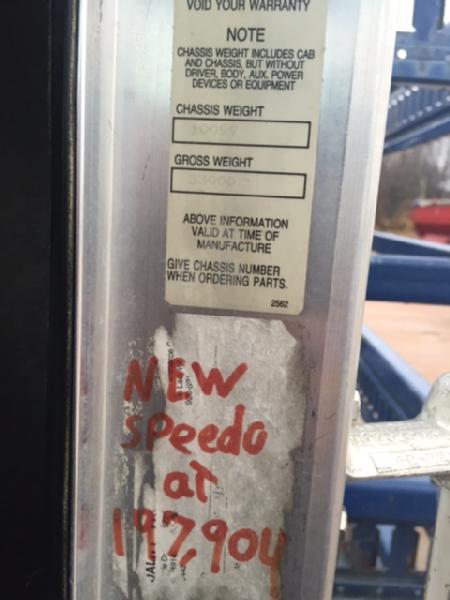 VOID YOUR WARRANTY
NOTE
CHASSIS WEIGHT INCLUDES CAB
AND CHASSIS, BUT WITHOUT
DRIVER, BODY, AUX. POWER
DEVICES OR EQUIPMENT
CHASSIS WEIGHT
GROSS WEIGHT
33000
ABOVE INFORMATION
VALID AT TIME OF
MANUFACTURE
GIVE CHASSIS NUMBER
WHEN ORDERING PARTS.
2562
NEW
speedo
at
197,904